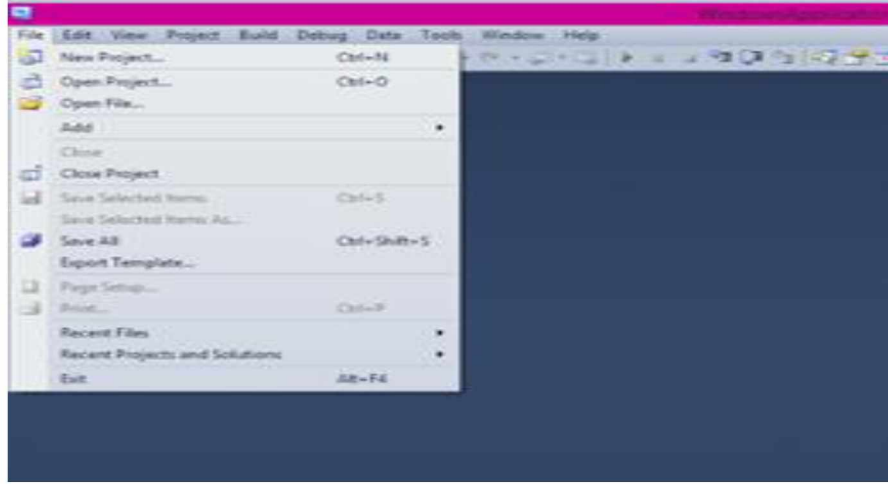 WindowsApplication
File Edit View Project Build Debug Data Tools Window Help
New Project... Ctrl+N
Open Project... Ctrl+O
Open File...
Add
Close
Close Project
Save Selected Items Ctrl+S
Save Selected Items As...
Save All Ctrl+Shift+S
Export Template...
Page Setup...
Print... Ctrl+P
Recent Files
Recent Projects and Solutions
Exit Alt+F4